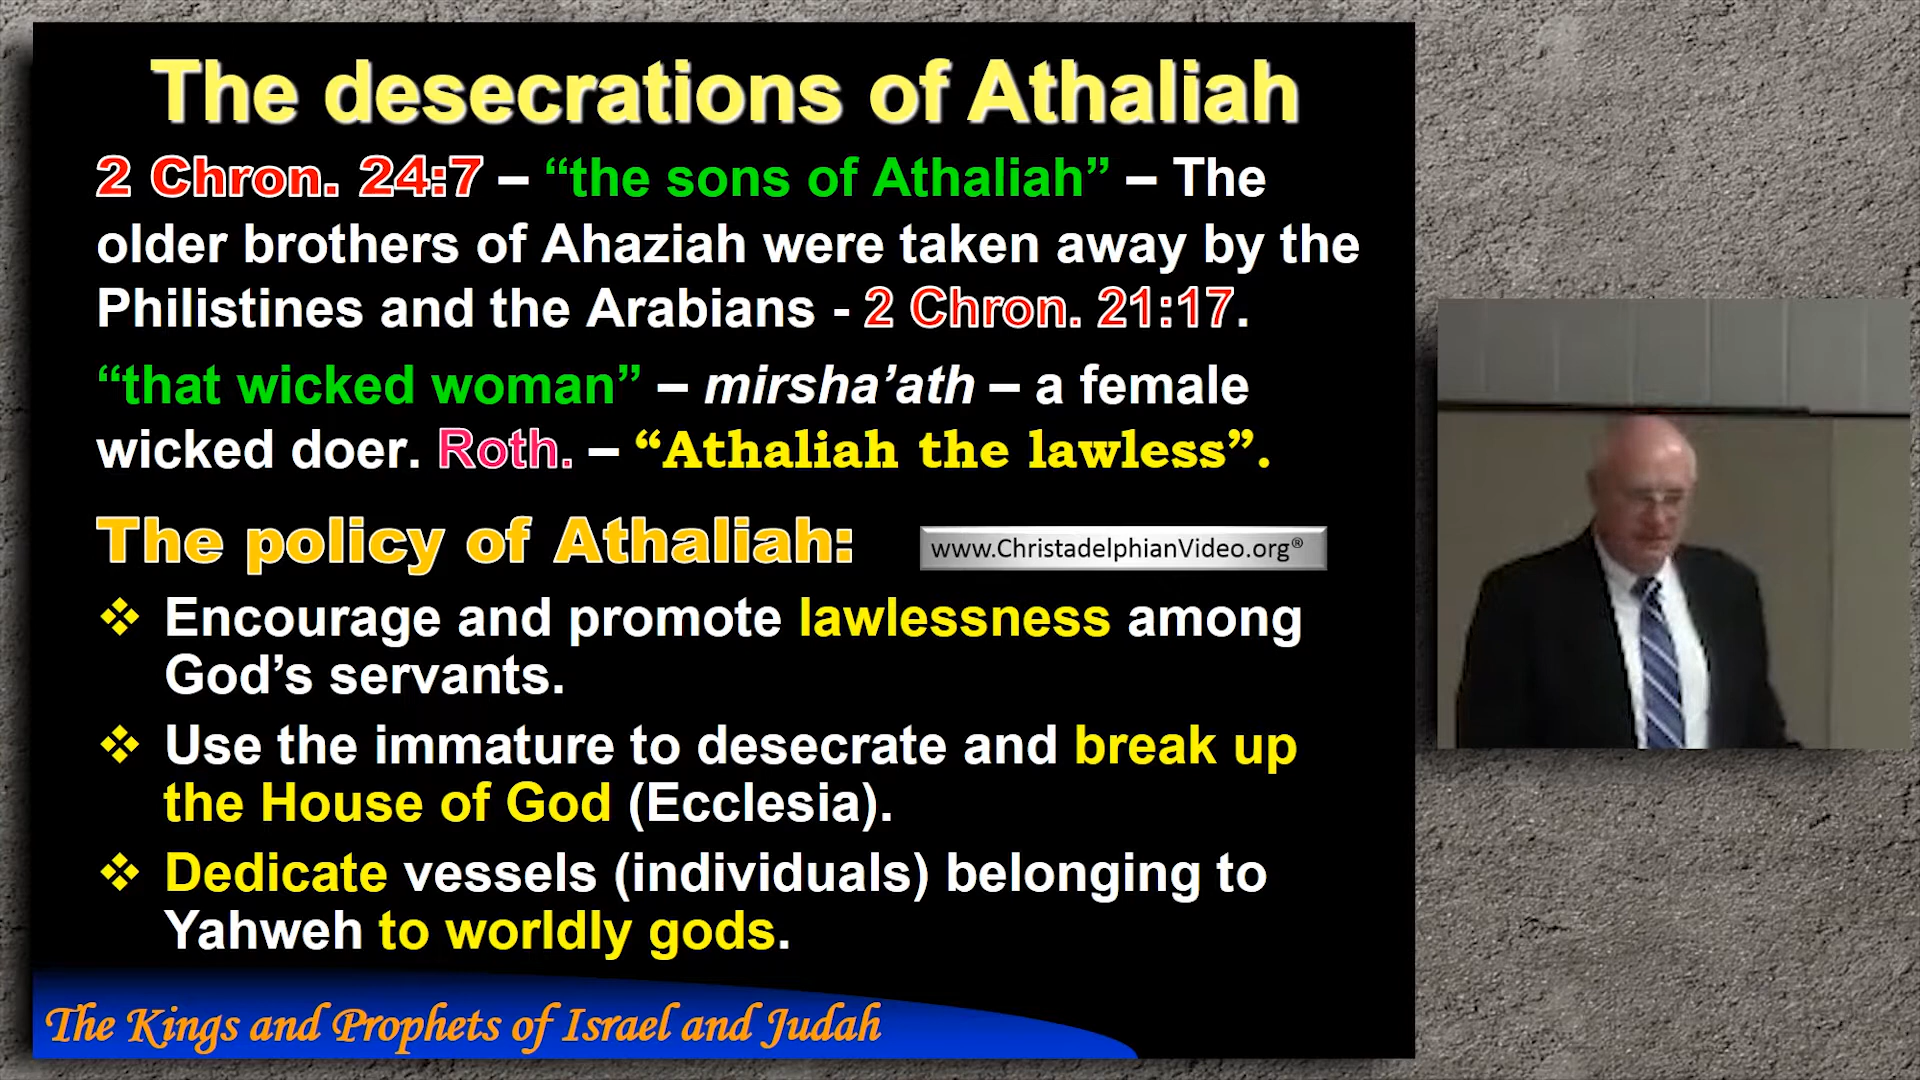 The desecrations of Athaliah
2 Chron. 24:7 – “the sons of Athaliah” – The
older brothers of Ahaziah were taken away by the
Philistines and the Arabians - 2 Chron. 21:17.
“that wicked woman” – mirsha’ath – a female
wicked doer. Roth. – “Athaliah the lawless”.
The policy of Athaliah:
www.ChristadelphianVideo.org®
❖ Encourage and promote lawlessness among
God’s servants.
❖ Use the immature to desecrate and break up
the House of God (Ecclesia).
❖ Dedicate vessels (individuals) belonging to
Yahweh to worldly gods.
The Kings and Prophets of Israel and Judah